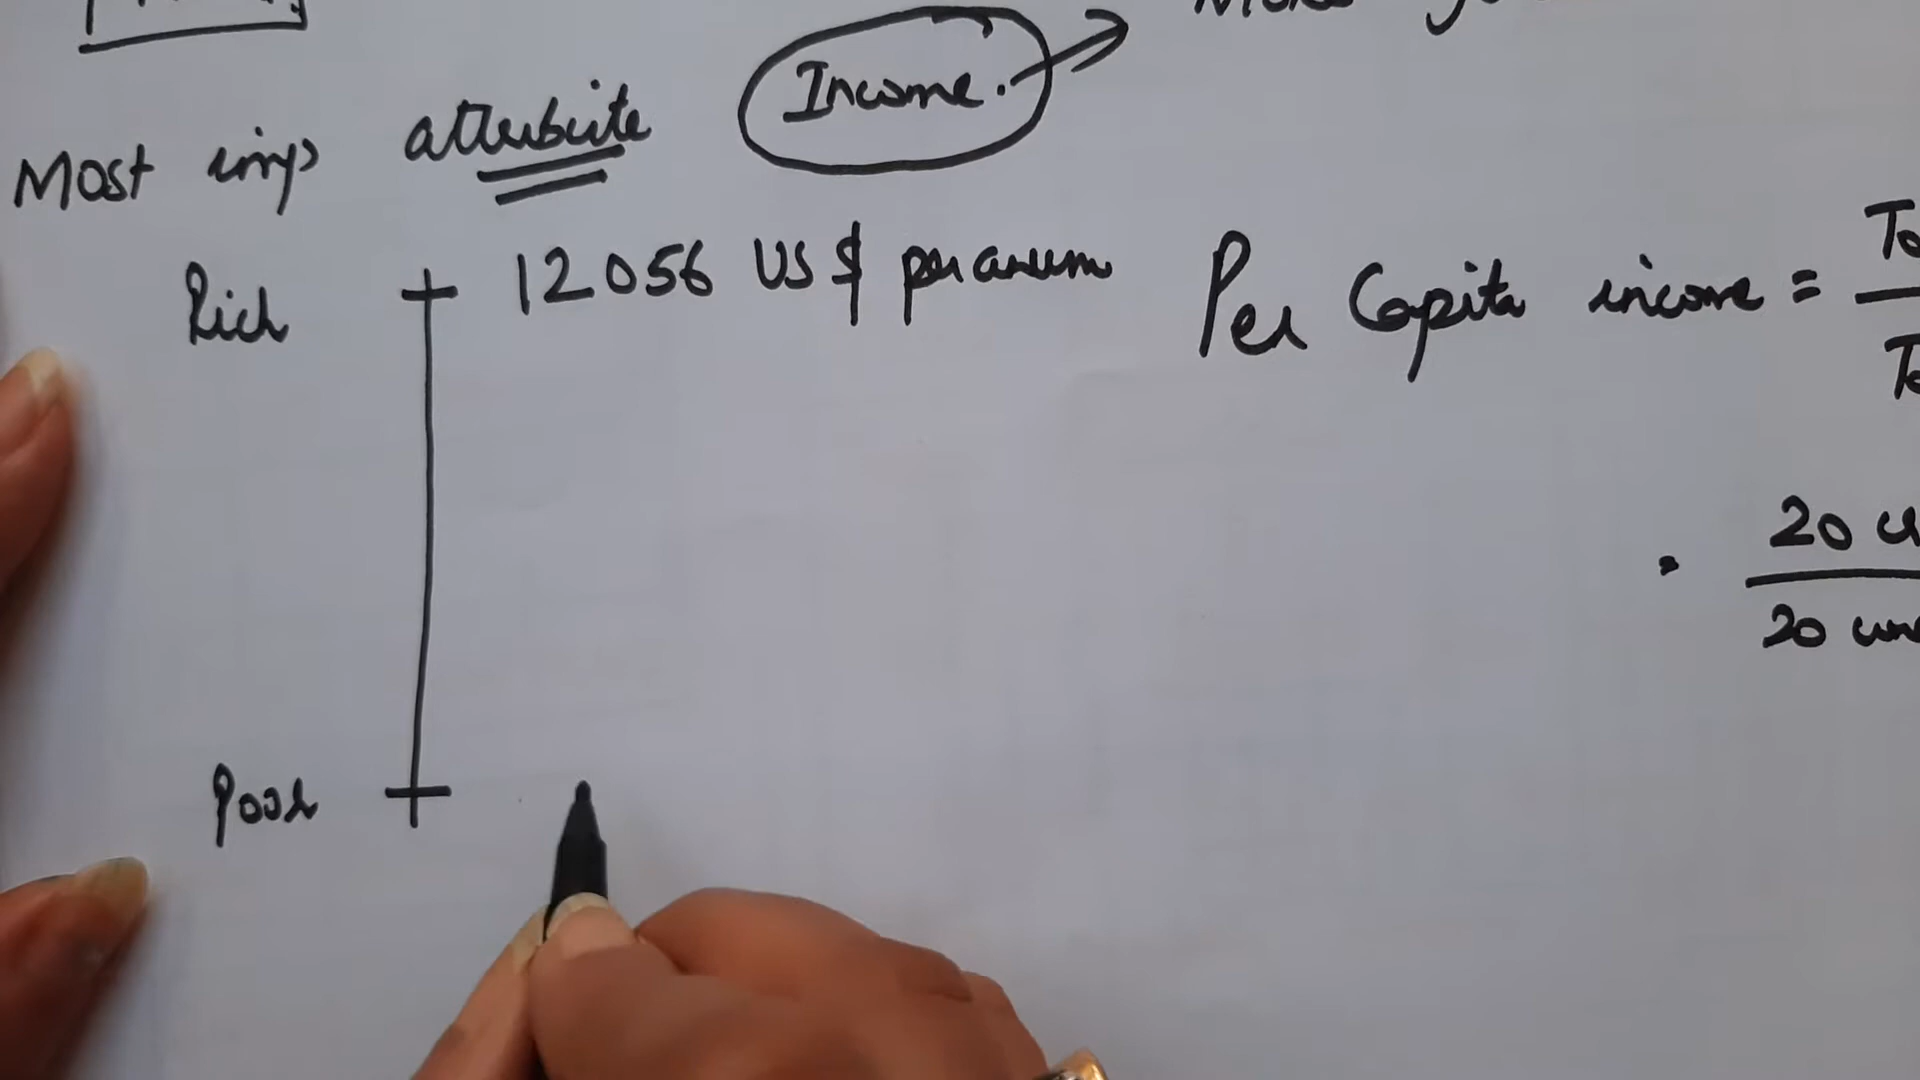 Income.
Most imp attribute
Rich 12056 US $ per annum
Per Capita income =
20
20
Poor